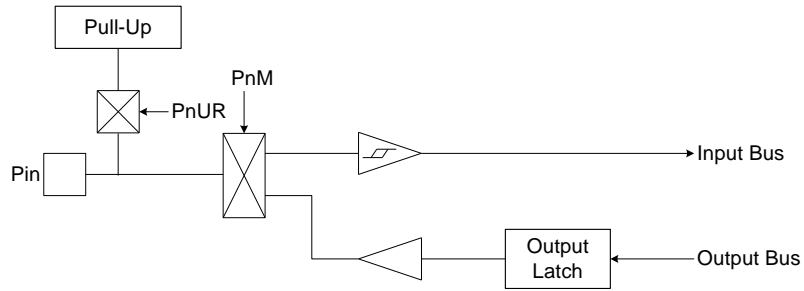 Pull-Up
PnM
PnUR
Pin
Input Bus
Output
Latch
Output Bus